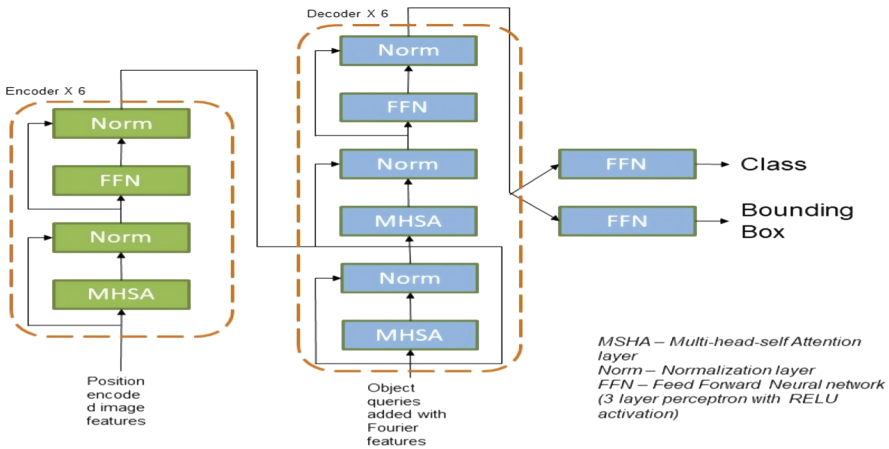 Decoder X 6
Norm
FFN
Norm
MHSA
Norm
MHSA
Object
queries
added with
Fourier
features
Encoder X 6
Norm
FFN
Norm
MHSA
Position
encode
d image
features
FFN
Class
FFN
Bounding
Box
MSHA – Multi-head-self Attention
layer
Norm – Normalization layer
FFN – Feed Forward Neural network
(3 layer perceptron with RELU
activation)